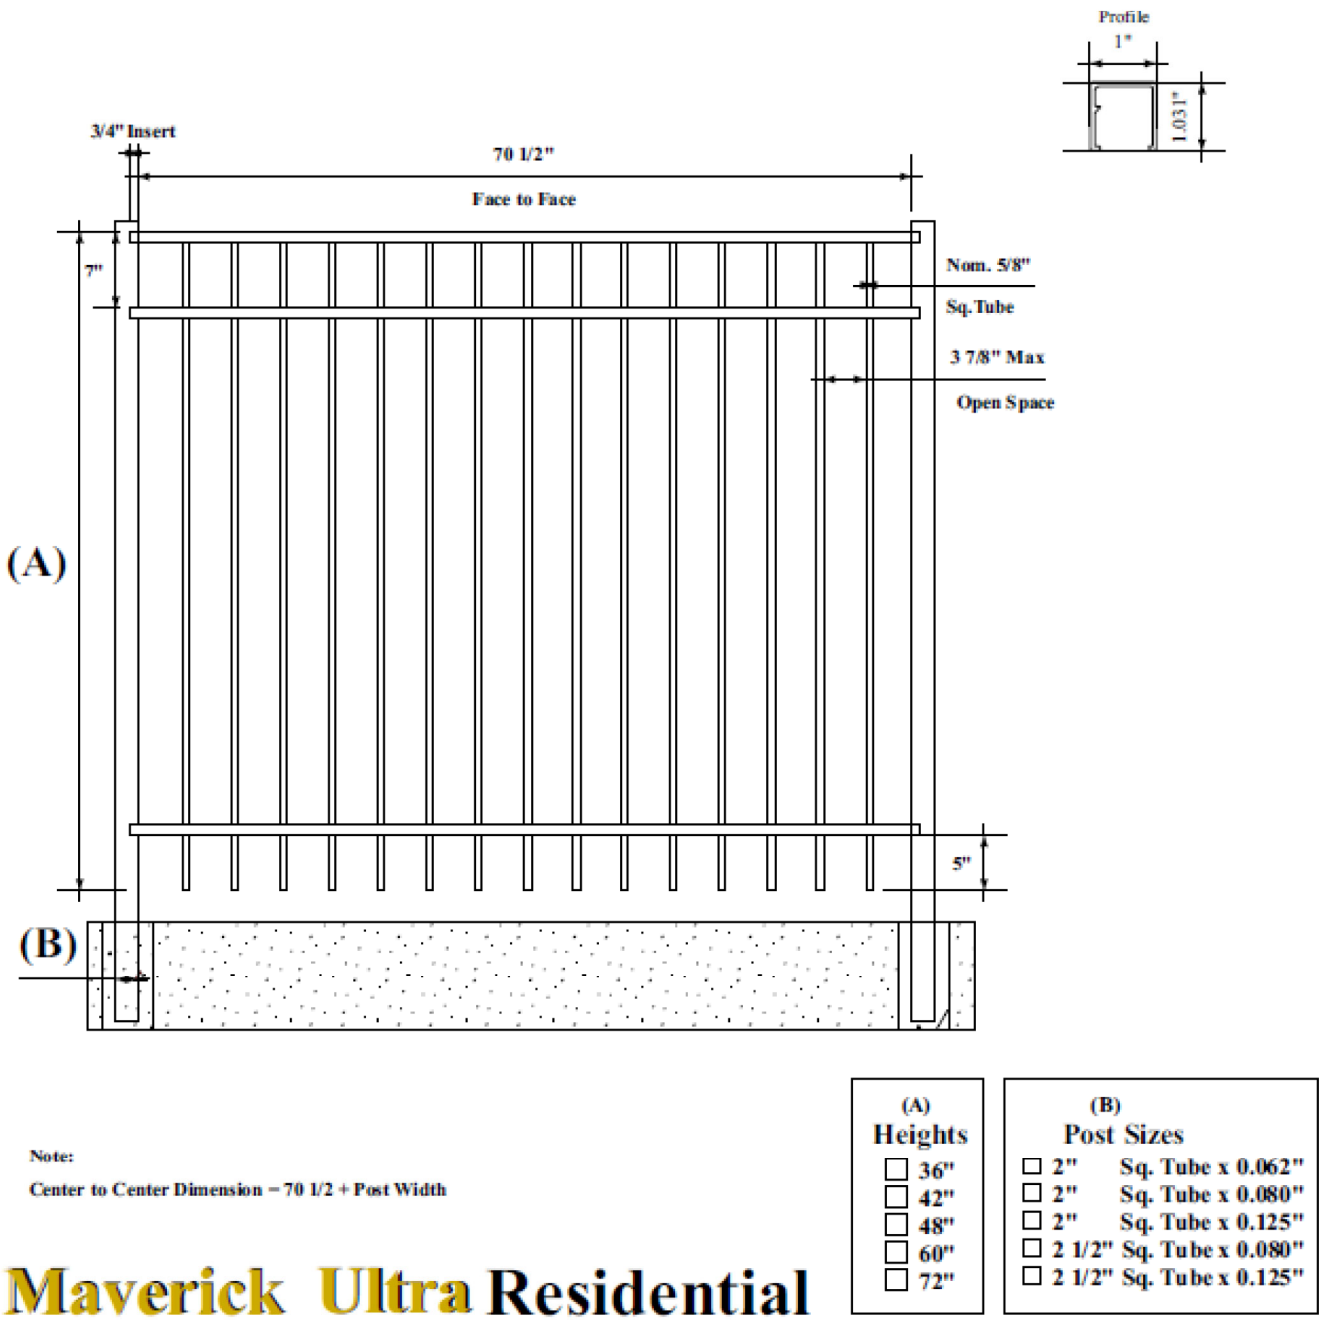 Profile
1"
1.031"
3/4" Insert
70 1/2"
Face to Face
7"
Nom. 5/8"
Sq. Tube
3 7/8" Max
Open Space
(A)
5"
(B)
(A)
Heights
36"
42"
48"
60"
72"
(B)
Post Sizes
2" Sq. Tube x 0.062"
2" Sq. Tube x 0.080"
2" Sq. Tube x 0.125"
2 1/2" Sq. Tube x 0.080"
2 1/2" Sq. Tube x 0.125"
Note:
Center to Center Dimension = 70 1/2 + Post Width
Maverick Ultra Residential